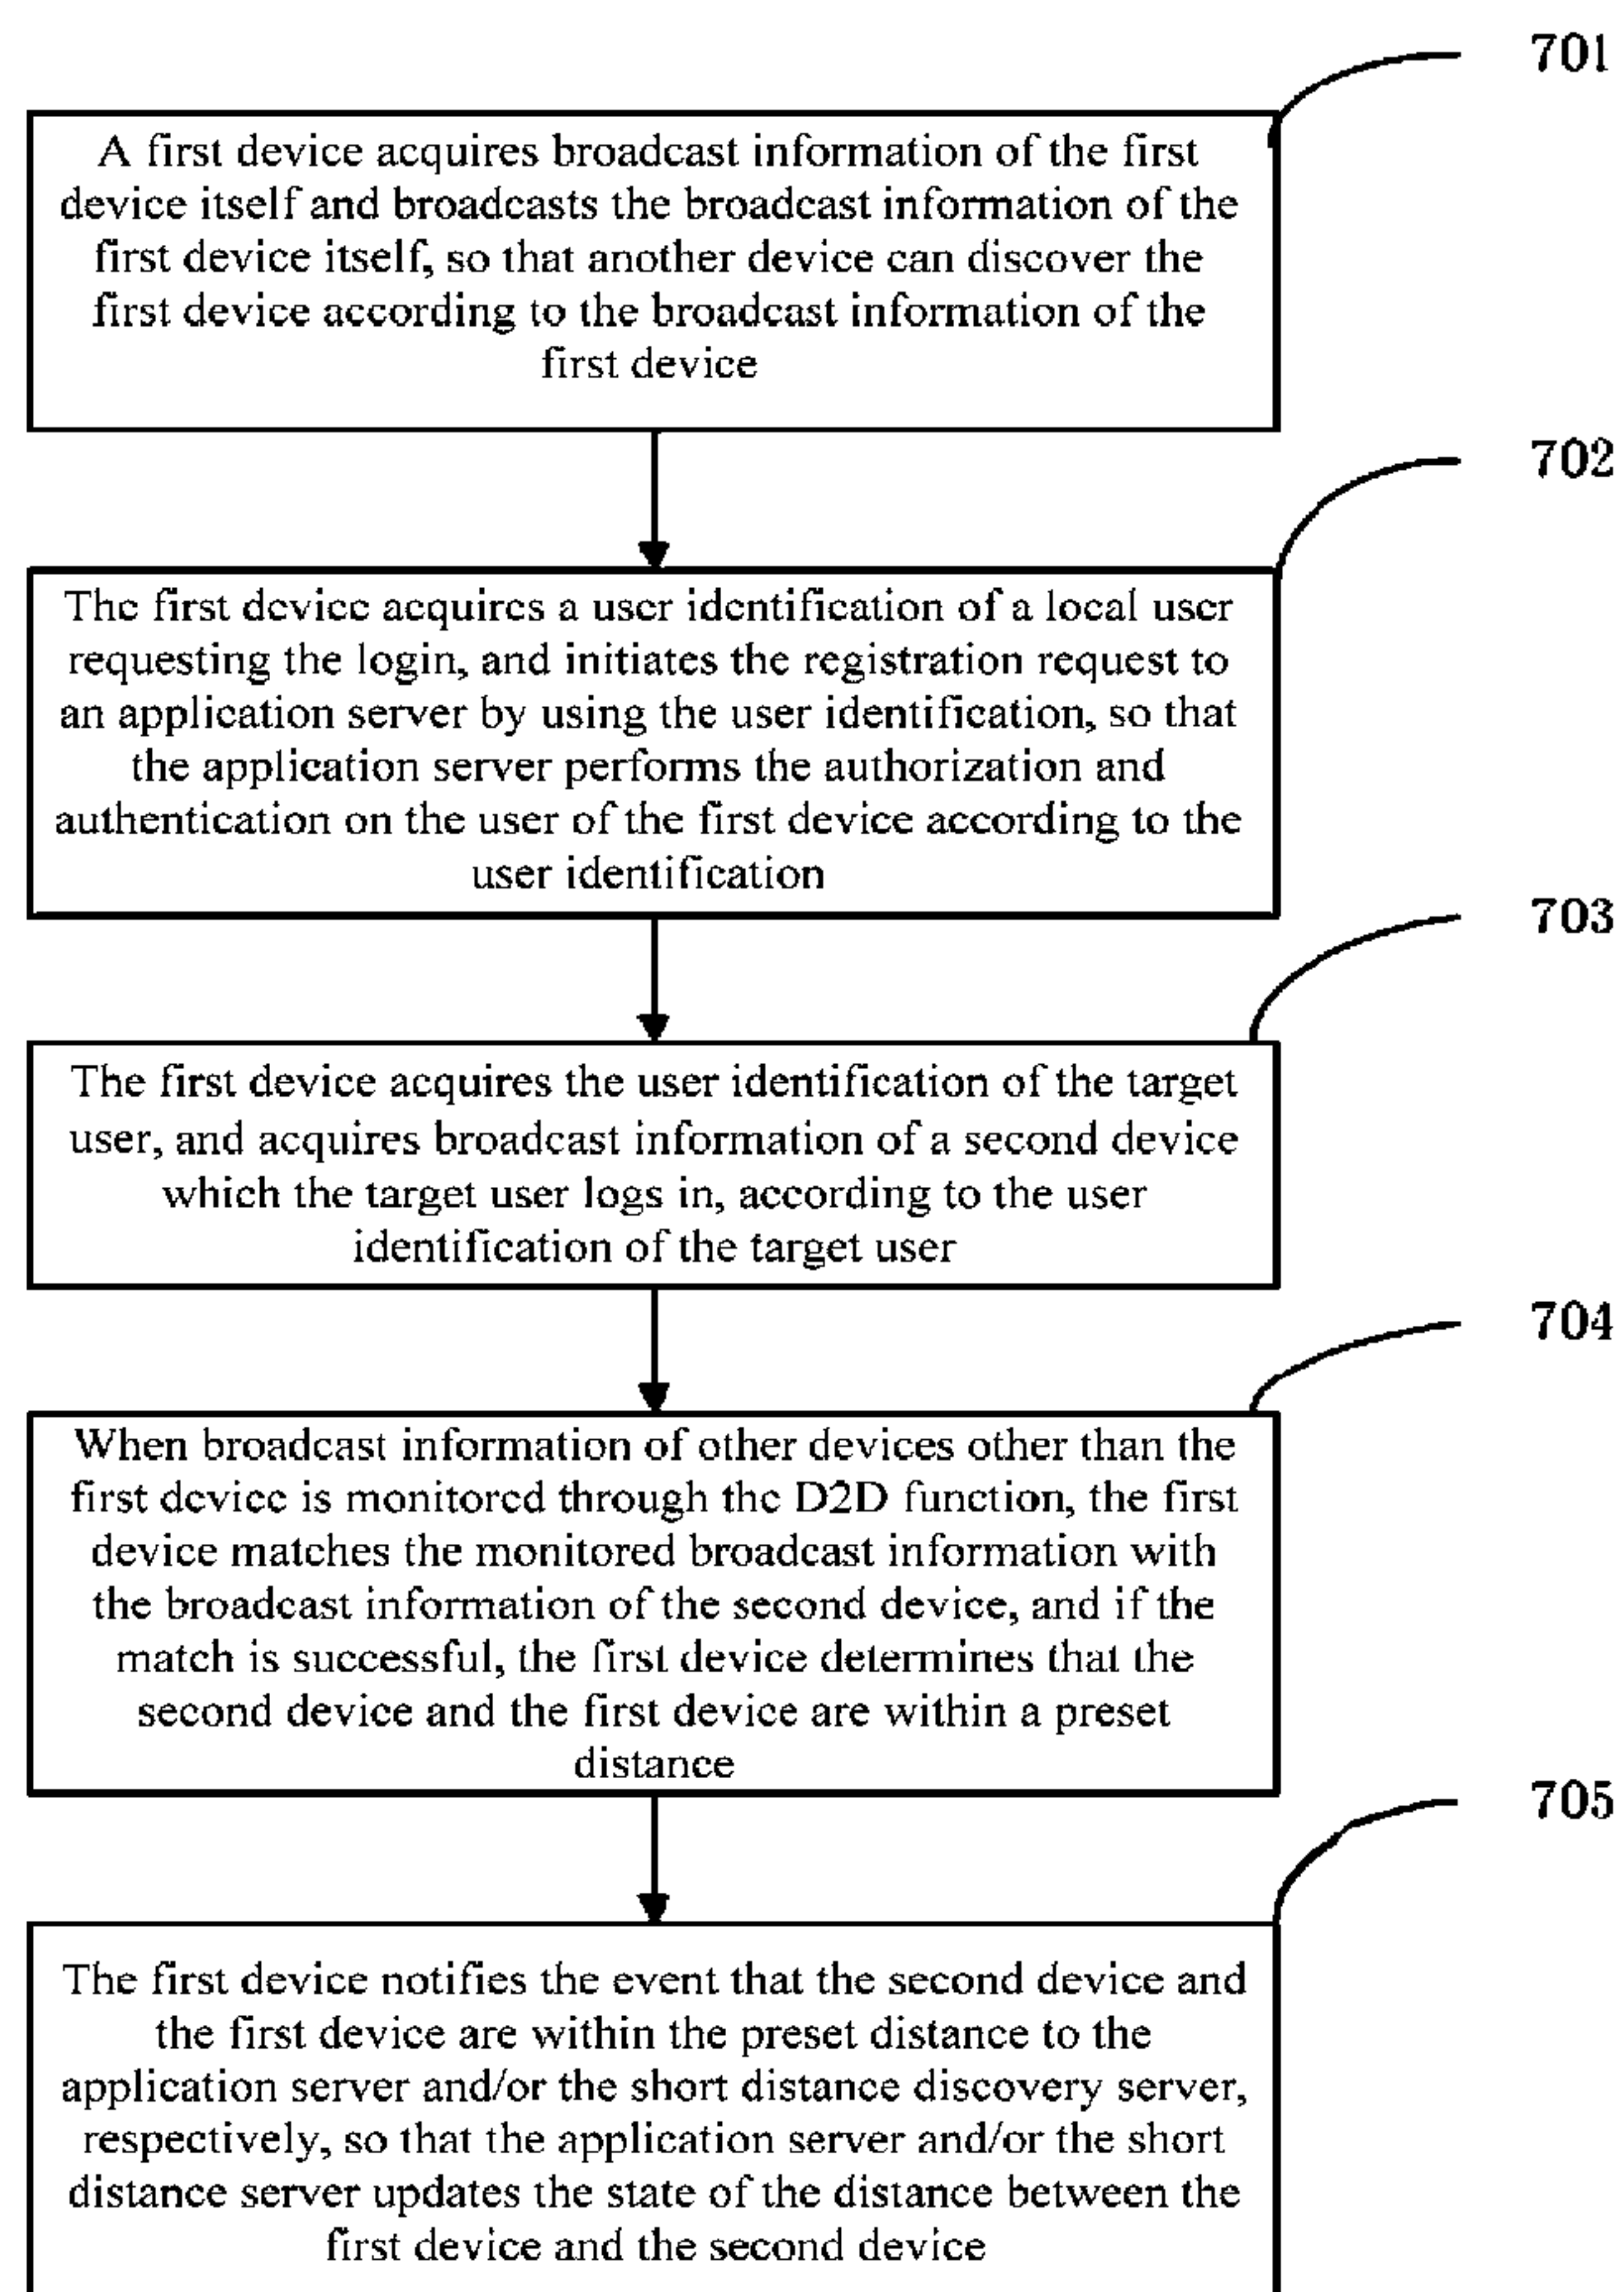 701
A first device acquires broadcast information of the first
device itself and broadcasts the broadcast information of the
first device itself, so that another device can discover the
first device according to the broadcast information of the
first device
702
The first device acquires a user identification of a local user
requesting the login, and initiates the registration request to
an application server by using the user identification, so that
the application server performs the authorization and
authentication on the user of the first device according to the
user identification
703
The first device acquires the user identification of the target
user, and acquires broadcast information of a second device
which the target user logs in, according to the user
identification of the target user
704
When broadcast information of other devices other than the
first device is monitored through the D2D function, the first
device matches the monitored broadcast information with
the broadcast information of the second device, and if the
match is successful, the first device determines that the
second device and the first device are within a preset
distance
705
The first device notifies the event that the second device and
the first device are within the preset distance to the
application server and/or the short distance discovery server,
respectively, so that the application server and/or the short
distance server updates the state of the distance between the
first device and the second device